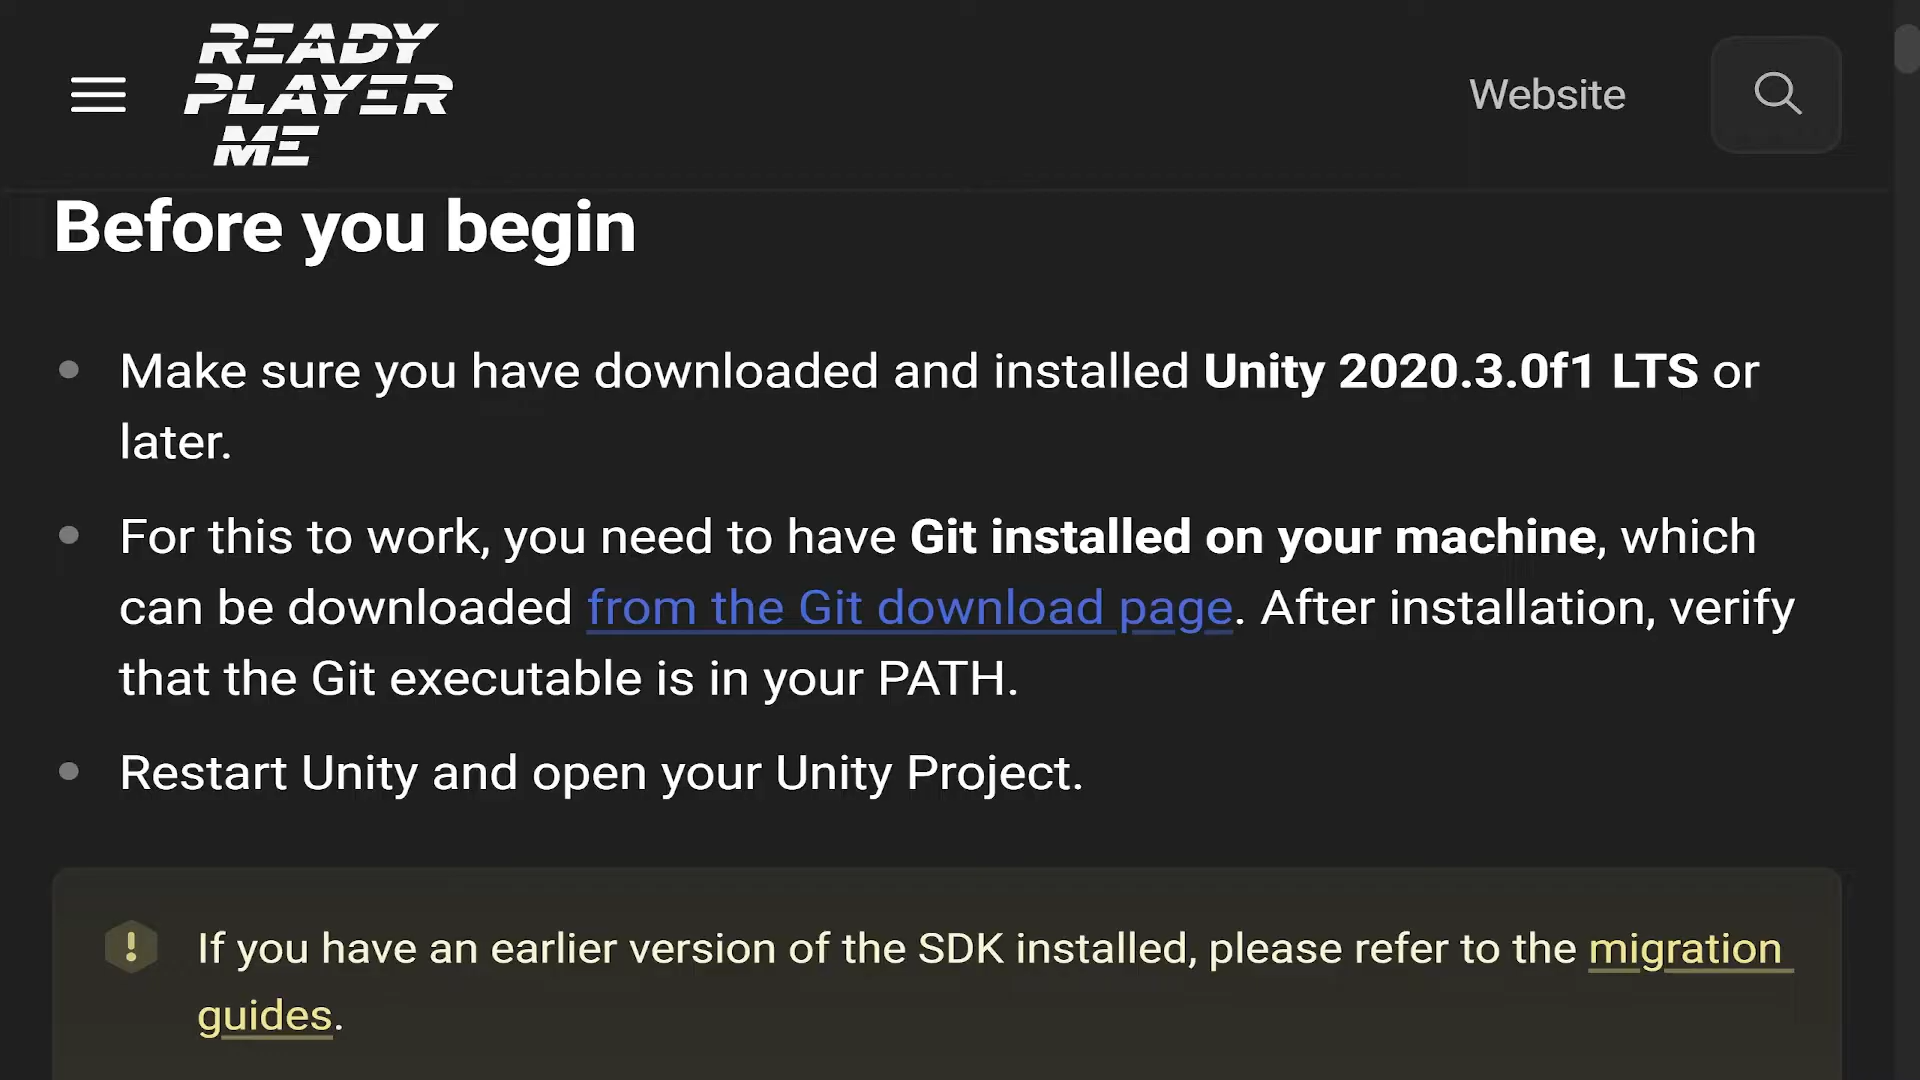 READY
PLAYER
ME
Website
Before you begin
Make sure you have downloaded and installed Unity 2020.3.0f1 LTS or
later.
For this to work, you need to have Git installed on your machine, which
can be downloaded from the Git download page. After installation, verify
that the Git executable is in your PATH.
Restart Unity and open your Unity Project.
If you have an earlier version of the SDK installed, please refer to the migration
guides.